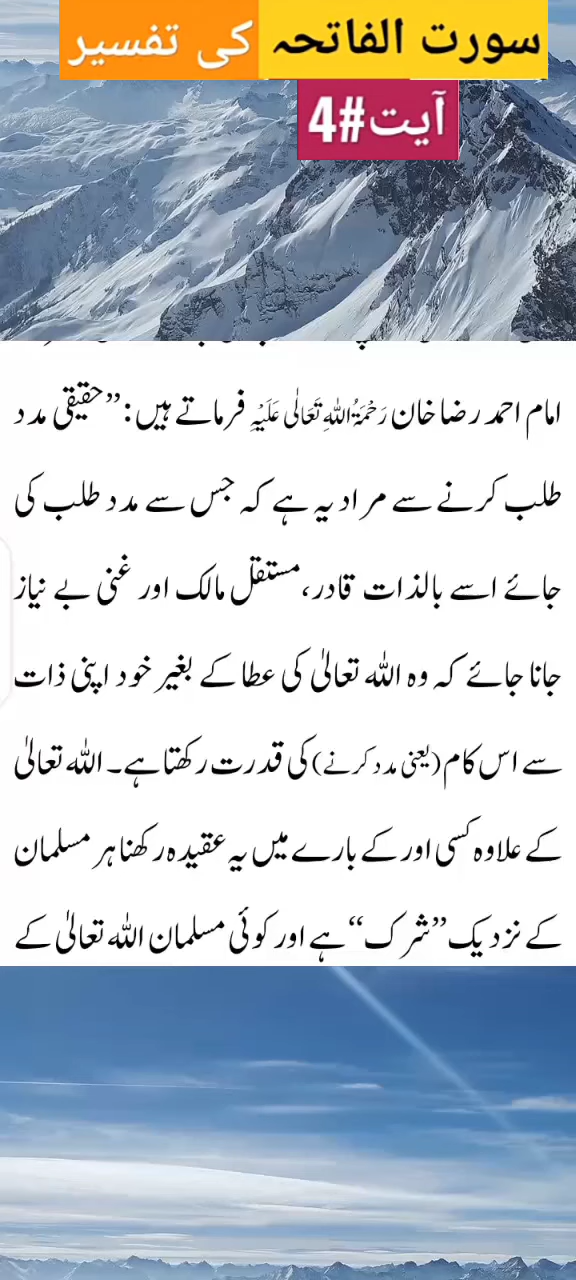 سورت الفاتحہ کی تفسیر
آیت#4
امام احمد رضا خان رَحْمَۃُاللّٰہِ تَعَالٰی عَلَیْہِ فرماتے ہیں: ’’حقیقی مدد
طلب کرنے سے مراد یہ ہے کہ جس سے مدد طلب کی
جائے اسے بالذات قادر،مستقل مالک اور غنی بے نیاز
جانا جائے کہ وہ اللہ تعالیٰ کی عطا کے بغیر خود اپنی ذات
سے اس کام (یعنی مدد کرنے) کی قدرت رکھتا ہے۔ اللہ تعالیٰ
کے علاوہ کسی اور کے بارے میں یہ عقیدہ رکھنا ہر مسلمان
کے نزدیک ’’شرک‘‘ ہے اور کوئی مسلمان اللہ تعالیٰ کے